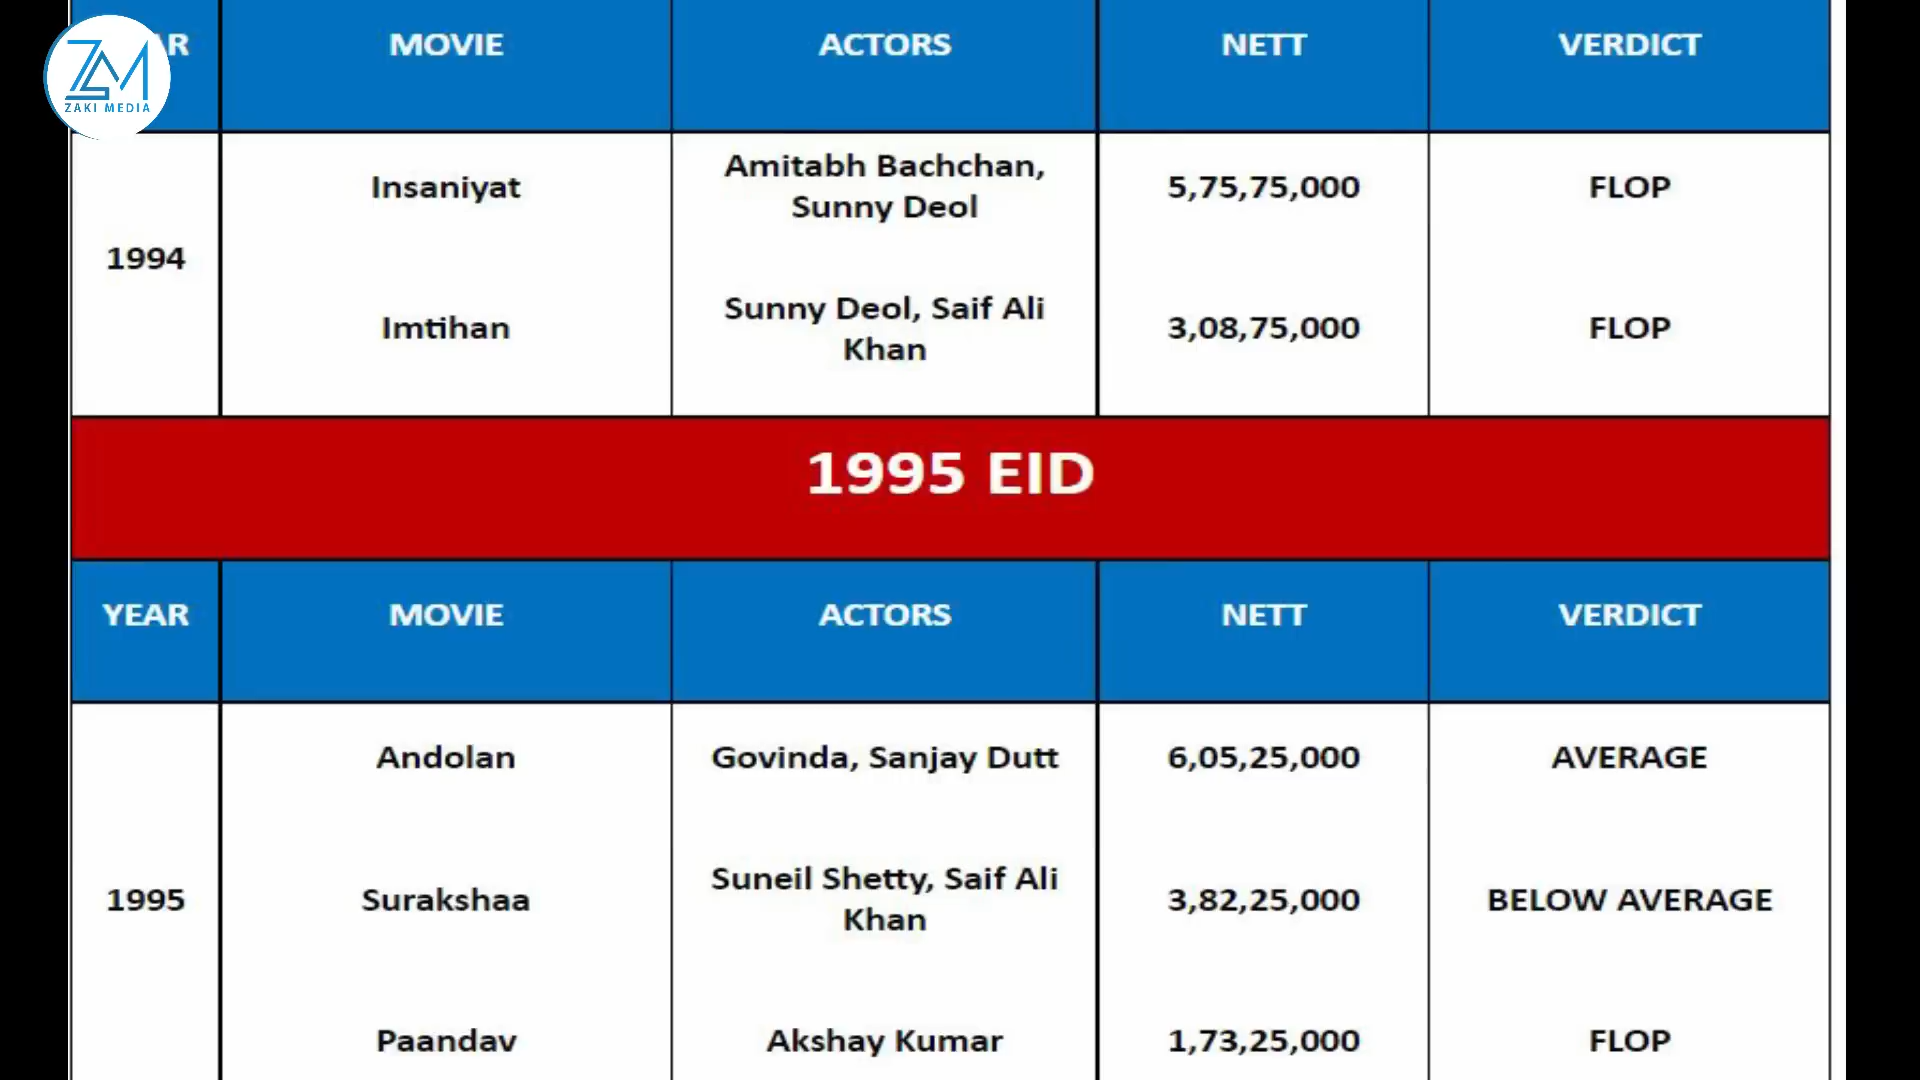 ZM
ZAKI MEDIA
AR MOVIE ACTORS NETT VERDICT
1994
Insaniyat
Amitabh Bachchan,
Sunny Deol
5,75,75,000
FLOP
Imtihan
Sunny Deol, Saif Ali
Khan
3,08,75,000
FLOP
1995 EID
YEAR MOVIE ACTORS NETT VERDICT
1995
Andolan
Govinda, Sanjay Dutt
6,05,25,000
AVERAGE
Surakshaa
Suneil Shetty, Saif Ali
Khan
3,82,25,000
BELOW AVERAGE
Paandav
Akshay Kumar
1,73,25,000
FLOP